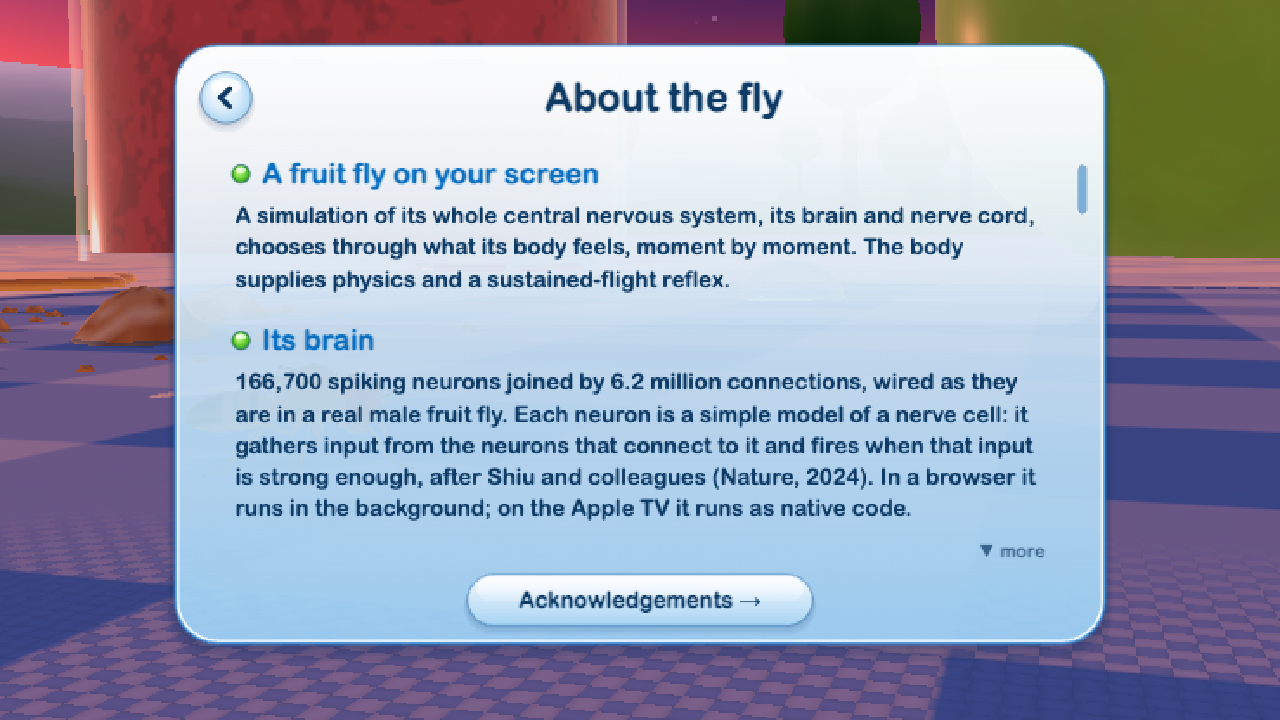 About the fly
A fruit fly on your screen
A simulation of its whole central nervous system, its brain and nerve cord,
chooses through what its body feels, moment by moment. The body
supplies physics and a sustained-flight reflex.
Its brain
166,700 spiking neurons joined by 6.2 million connections, wired as they
are in a real male fruit fly. Each neuron is a simple model of a nerve cell: it
gathers input from the neurons that connect to it and fires when that input
is strong enough, after Shiu and colleagues (Nature, 2024). In a browser it
runs in the background; on the Apple TV it runs as native code.
▼ more
Acknowledgements →